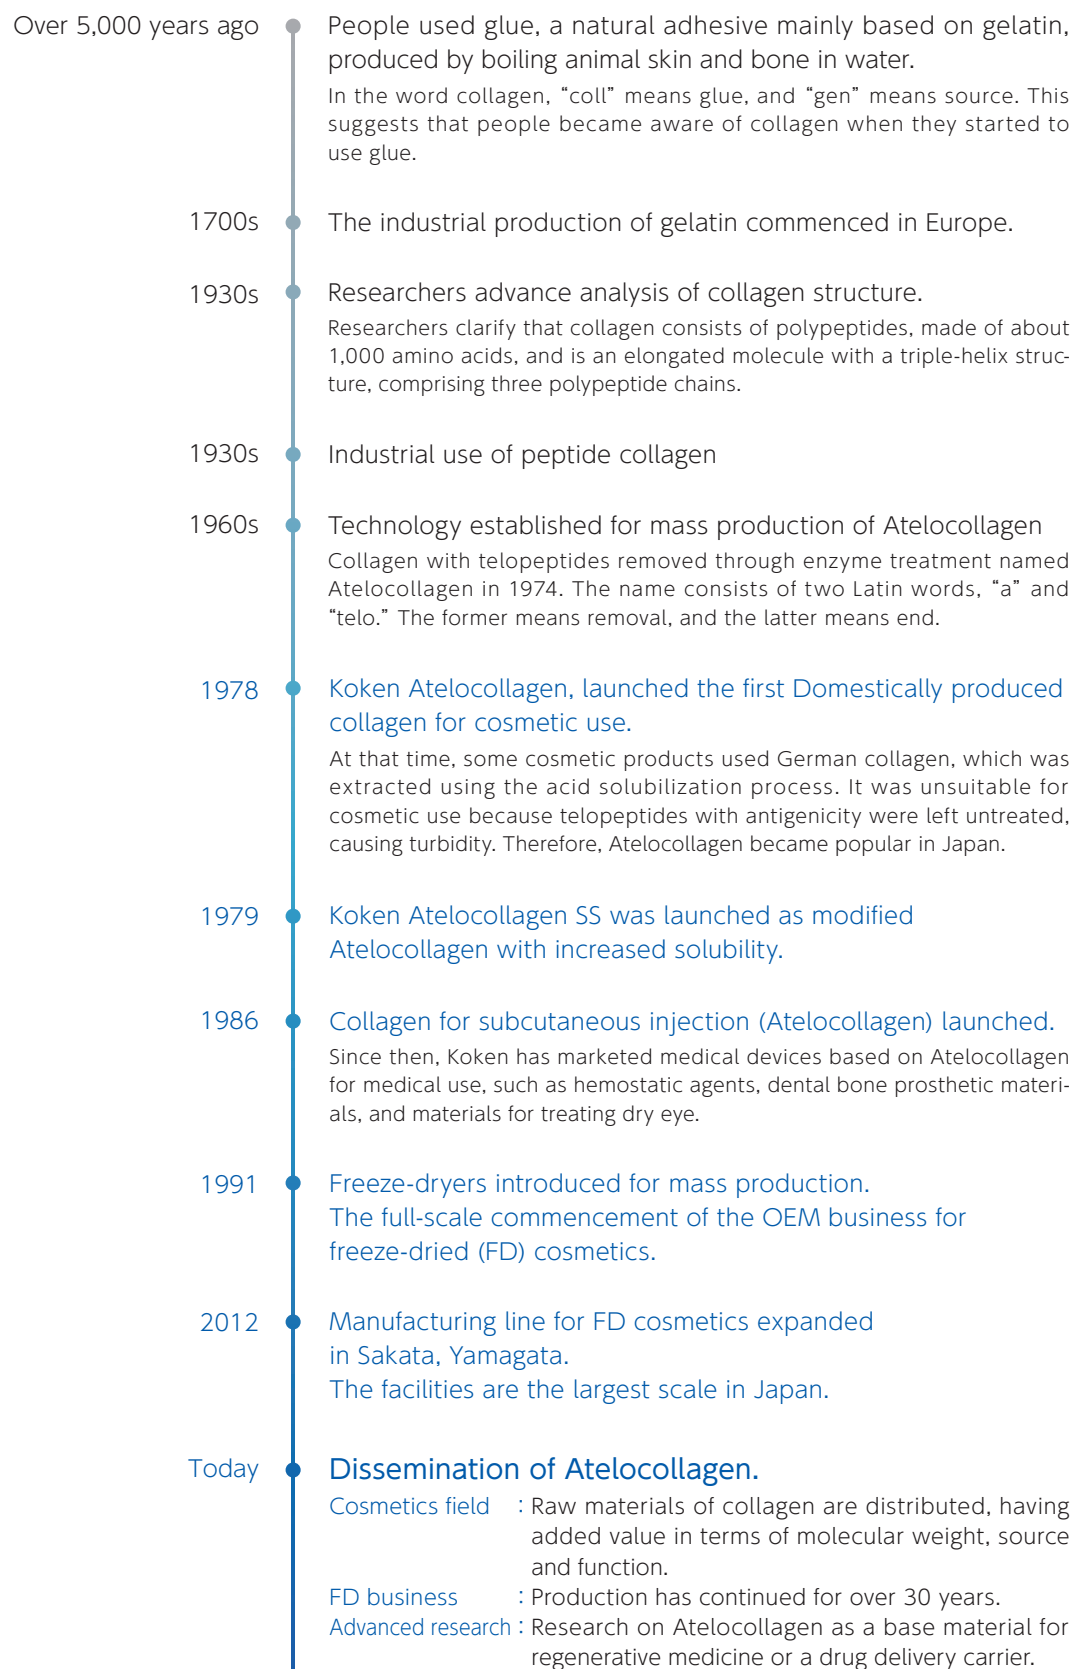 Over 5,000 years ago
People used glue, a natural adhesive mainly based on gelatin,
produced by boiling animal skin and bone in water.
In the word collagen, “coll” means glue, and “gen” means source. This
suggests that people became aware of collagen when they started to
use glue.
1700s
The industrial production of gelatin commenced in Europe.
1930s
Researchers advance analysis of collagen structure.
Researchers clarify that collagen consists of polypeptides, made of about
1,000 amino acids, and is an elongated molecule with a triple-helix struc-
ture, comprising three polypeptide chains.
1930s
Industrial use of peptide collagen
1960s
Technology established for mass production of Atelocollagen
Collagen with telopeptides removed through enzyme treatment named
Atelocollagen in 1974. The name consists of two Latin words, “a” and
“telo.” The former means removal, and the latter means end.
1978
Koken Atelocollagen, launched the first Domestically produced
collagen for cosmetic use.
At that time, some cosmetic products used German collagen, which was
extracted using the acid solubilization process. It was unsuitable for
cosmetic use because telopeptides with antigenicity were left untreated,
causing turbidity. Therefore, Atelocollagen became popular in Japan.
1979
Koken Atelocollagen SS was launched as modified
Atelocollagen with increased solubility.
1986
Collagen for subcutaneous injection (Atelocollagen) launched.
Since then, Koken has marketed medical devices based on Atelocollagen
for medical use, such as hemostatic agents, dental bone prosthetic materi-
als, and materials for treating dry eye.
1991
Freeze-dryers introduced for mass production.
The full-scale commencement of the OEM business for
freeze-dried (FD) cosmetics.
2012
Manufacturing line for FD cosmetics expanded
in Sakata, Yamagata.
The facilities are the largest scale in Japan.
Today
Dissemination of Atelocollagen.
Cosmetics field : Raw materials of collagen are distributed, having
added value in terms of molecular weight, source
and function.
FD business : Production has continued for over 30 years.
Advanced research : Research on Atelocollagen as a base material for
regenerative medicine or a drug delivery carrier.